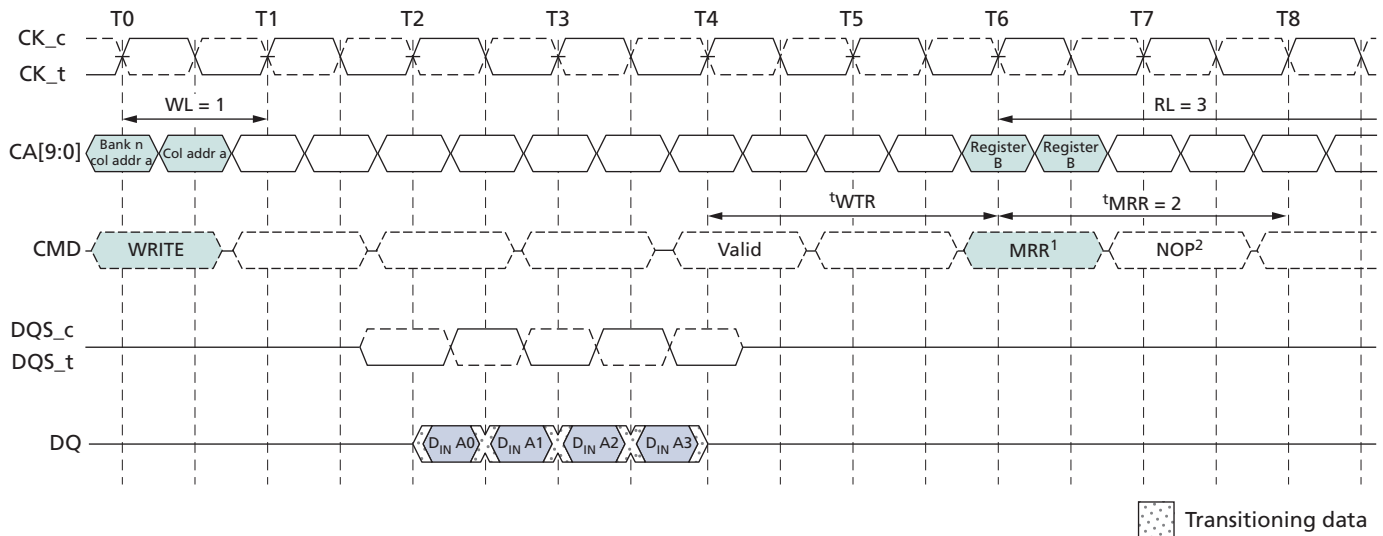 T0 T1 T2 T3 T4 T5 T6 T7 T8
CK_c
CK_t
WL = 1
RL = 3
CA[9:0]
Bank n
col addr a
Col addr a
Register
B
Register
B
tWTR
tMRR = 2
CMD
WRITE
Valid
MRR1
NOP2
DQS_c
DQS_t
DQ
DIN A0
DIN A1
DIN A2
DIN A3
Transitioning data